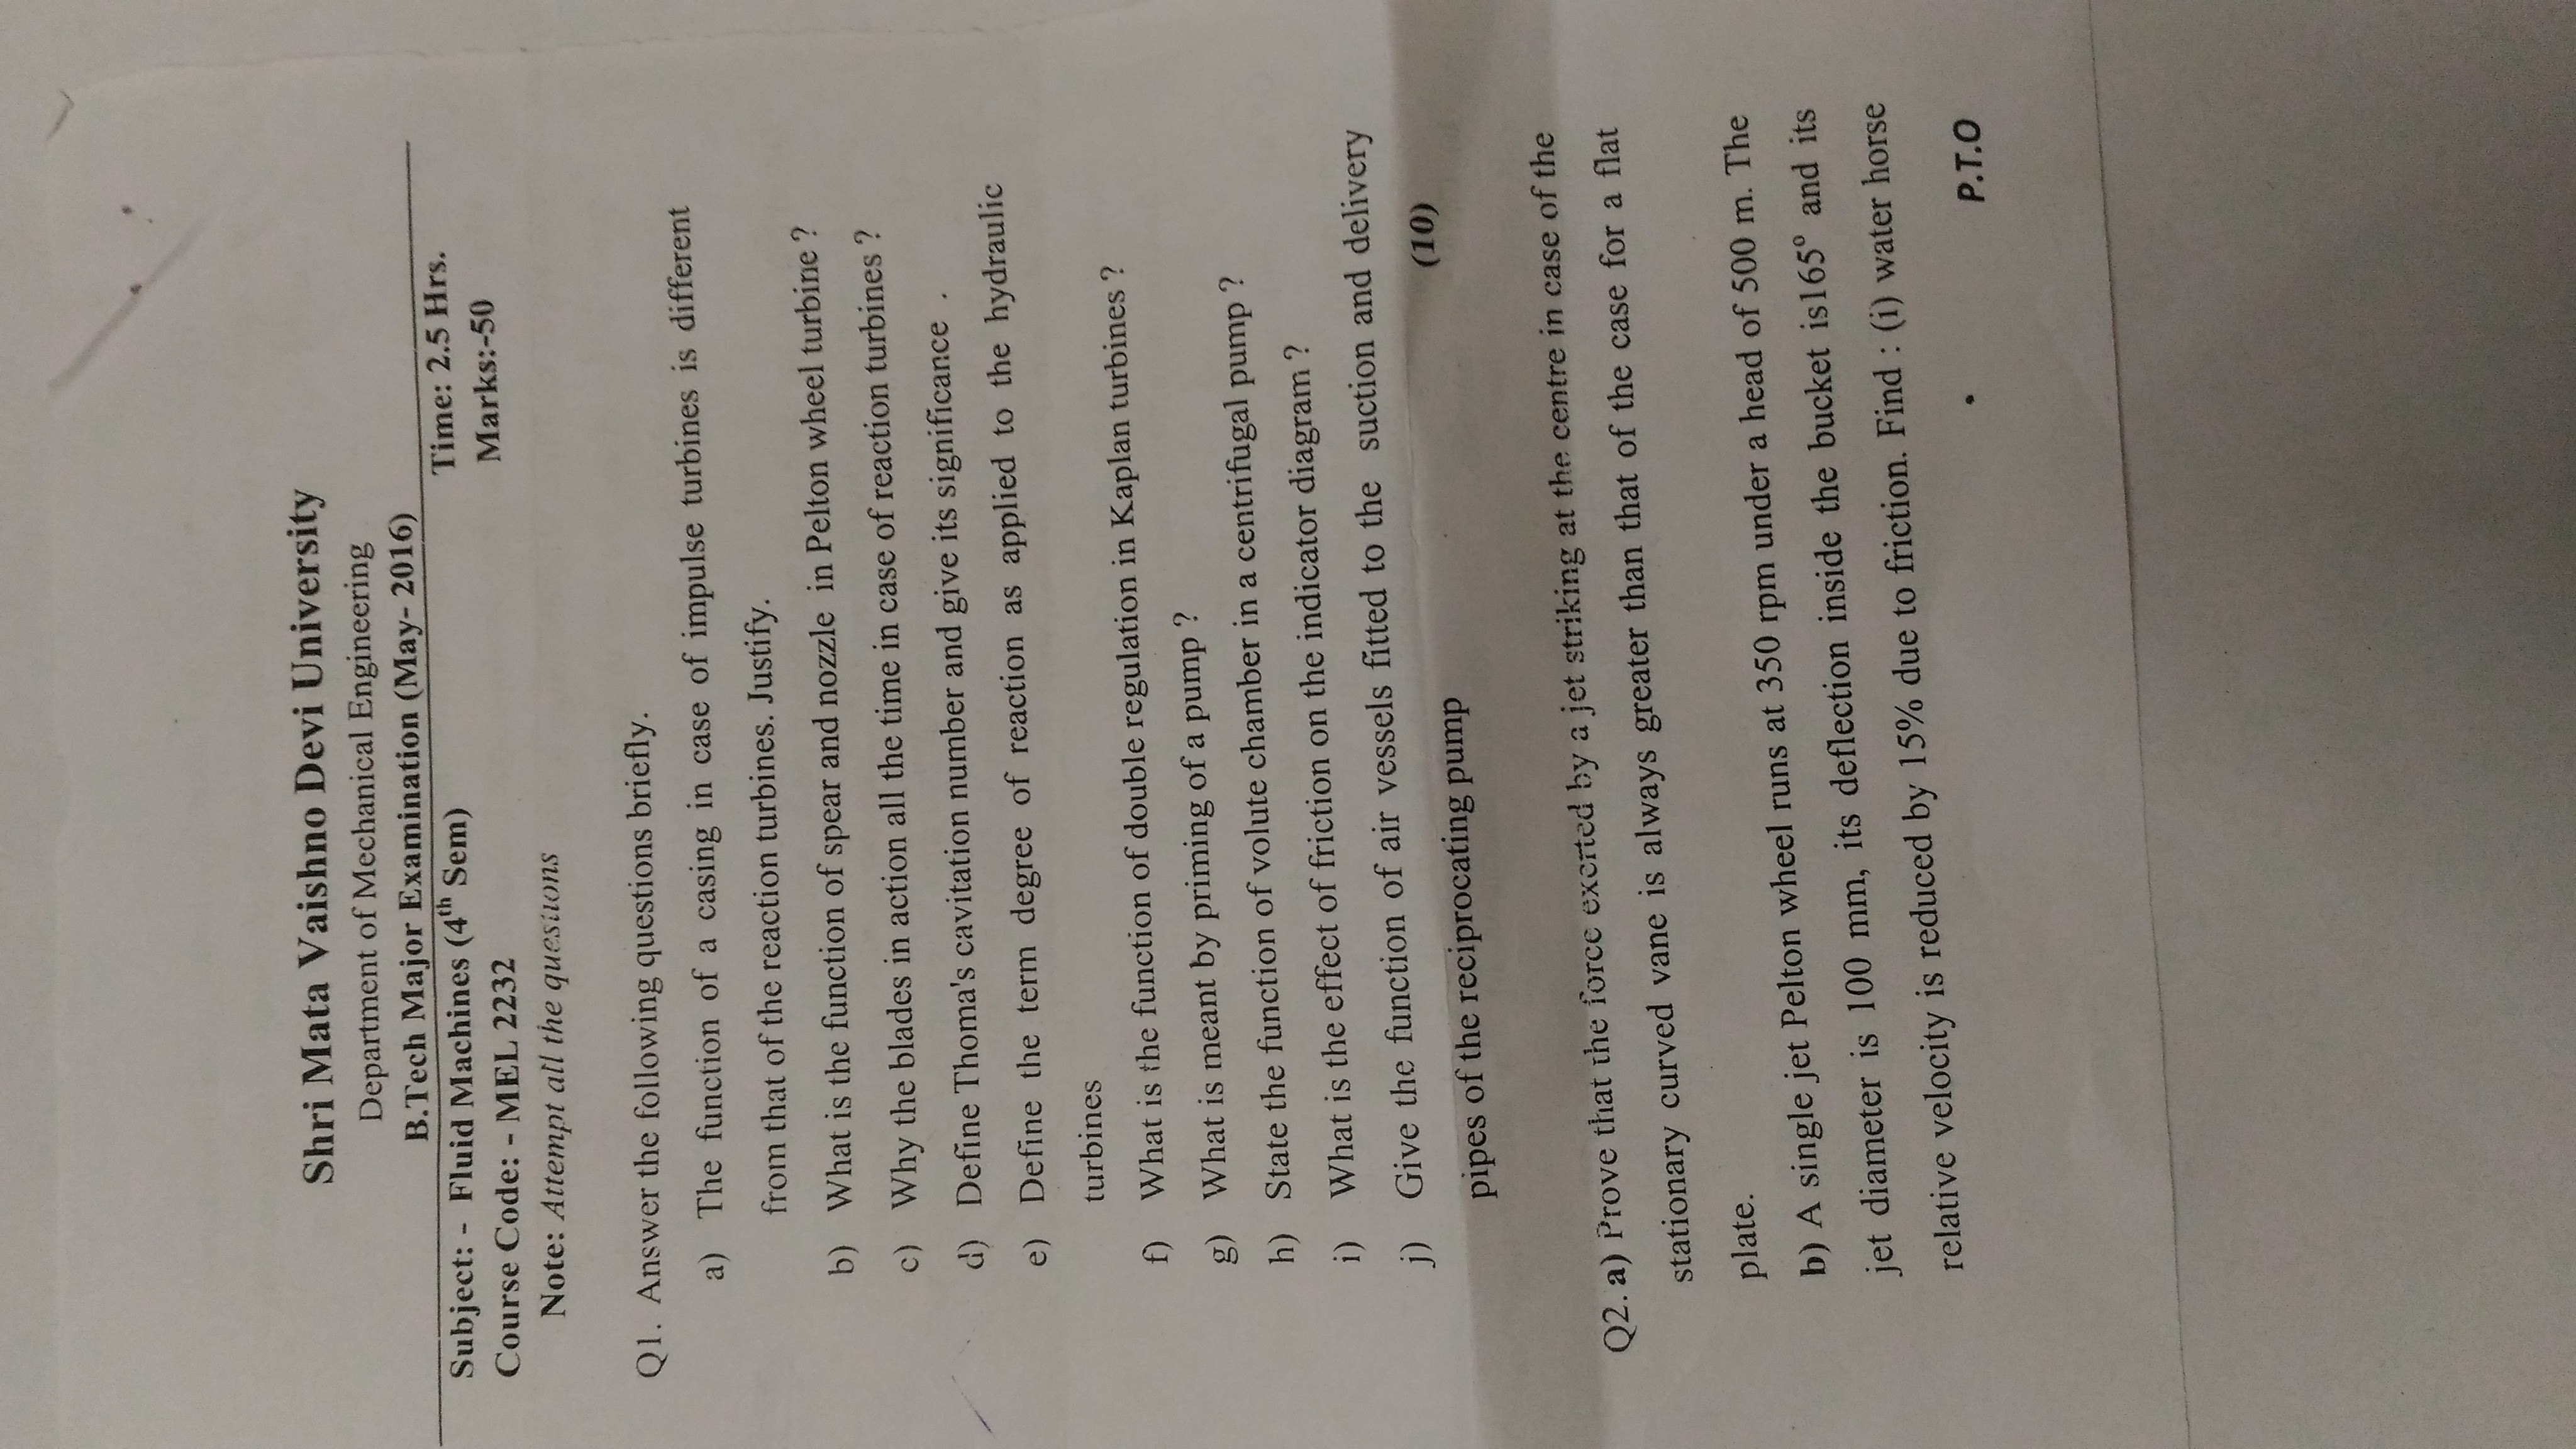 Shri Mata Vaishno Devi University
Department of Mechanical Engineering
B.Tech Major Examination (May- 2016)
Subject: - Fluid Machines (4th Sem) Time: 2.5 Hrs.
Course Code: - MEL 2232 Marks:-50
Note: Attempt all the questions
Q1. Answer the following questions briefly.
a) The function of a casing in case of impulse turbines is different
from that of the reaction turbines. Justify.
b) What is the function of spear and nozzle in Pelton wheel turbine ?
c) Why the blades in action all the time in case of reaction turbines ?
d) Define Thoma's cavitation number and give its significance .
e) Define the term degree of reaction as applied to the hydraulic
turbines
f) What is the function of double regulation in Kaplan turbines ?
g) What is meant by priming of a pump ?
h) State the function of volute chamber in a centrifugal pump ?
i) What is the effect of friction on the indicator diagram ?
j) Give the function of air vessels fitted to the suction and delivery
pipes of the reciprocating pump (10)
Q2. a) Prove that the force exerted by a jet striking at the centre in case of the
stationary curved vane is always greater than that of the case for a flat
plate.
b) A single jet Pelton wheel runs at 350 rpm under a head of 500 m. The
jet diameter is 100 mm, its deflection inside the bucket is165° and its
relative velocity is reduced by 15% due to friction. Find : (i) water horse
P.T.O